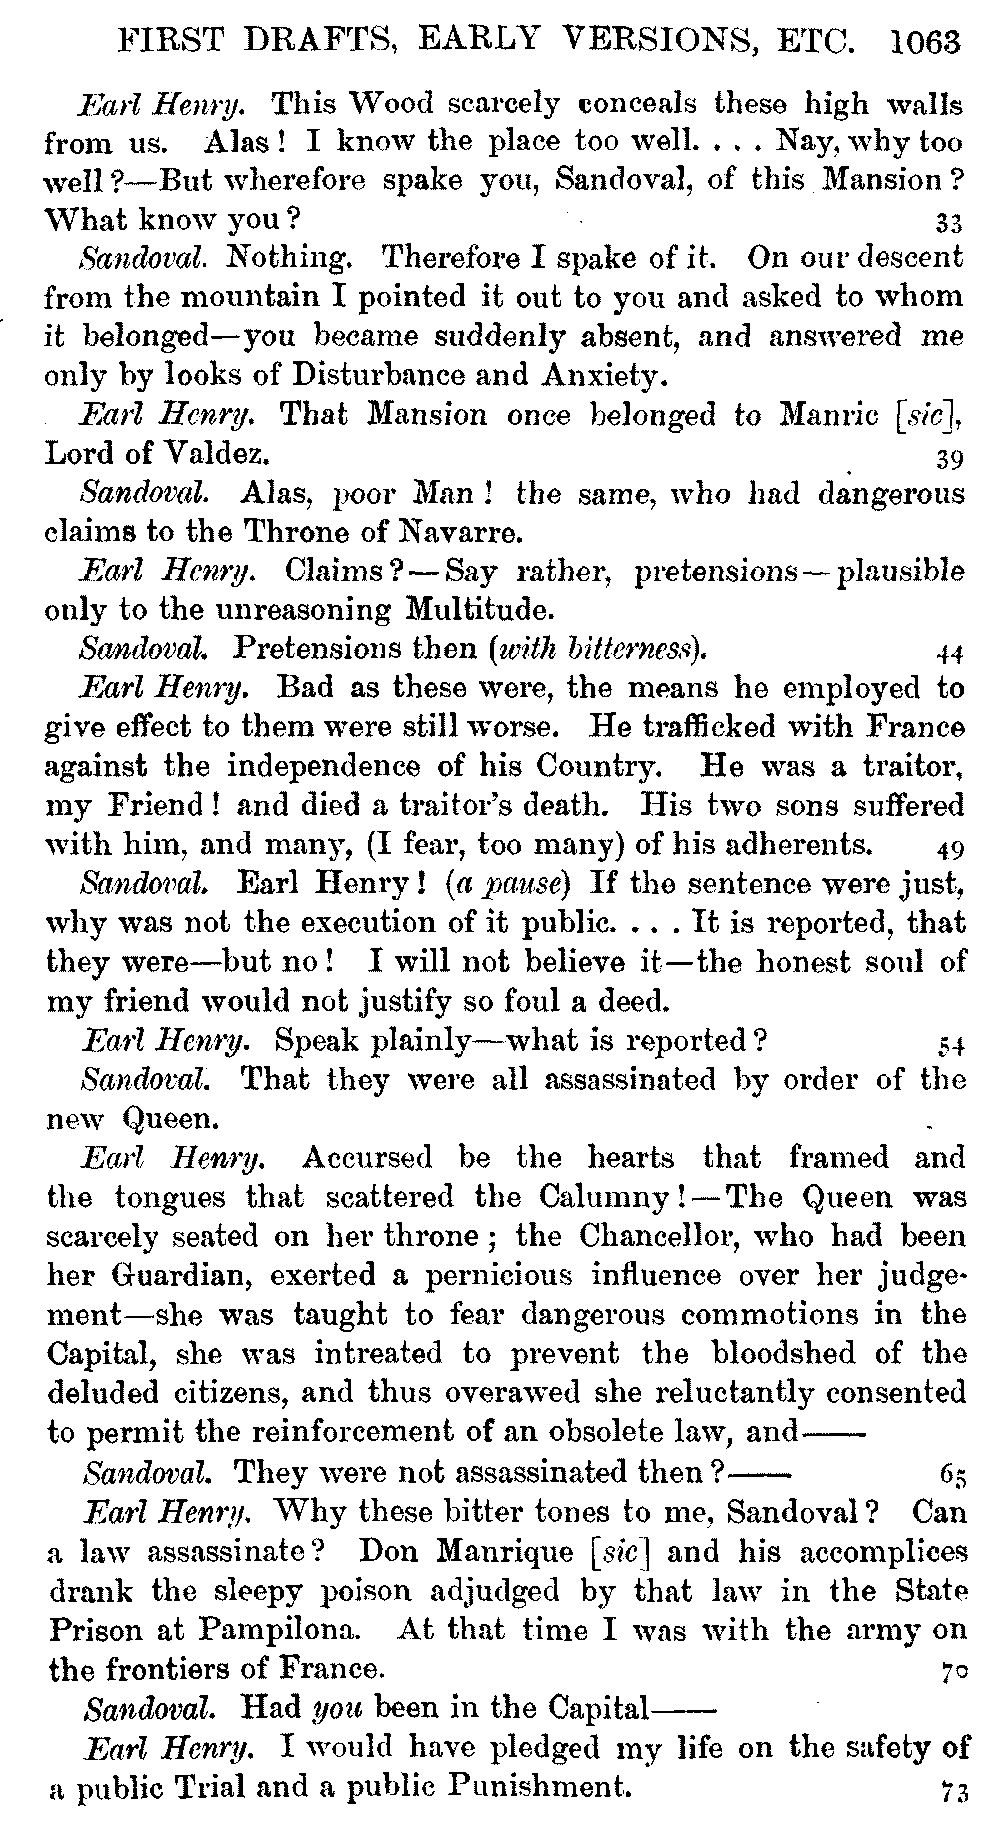 FIRST DRAFTS, EARLY VERSIONS, ETC. 1063
Earl Henry. This Wood scarcely conceals these high walls
from us. Alas! I know the place too well. . . . Nay, why too
well?—But wherefore spake you, Sandoval, of this Mansion?
What know you? 33
Sandoval. Nothing. Therefore I spake of it. On our descent
from the mountain I pointed it out to you and asked to whom
it belonged—you became suddenly absent, and answered me
only by looks of Disturbance and Anxiety.
Earl Henry. That Mansion once belonged to Manric [sic],
Lord of Valdez. 39
Sandoval. Alas, poor Man! the same, who had dangerous
claims to the Throne of Navarre.
Earl Henry. Claims?—Say rather, pretensions—plausible
only to the unreasoning Multitude.
Sandoval. Pretensions then (with bitterness). 44
Earl Henry. Bad as these were, the means he employed to
give effect to them were still worse. He trafficked with France
against the independence of his Country. He was a traitor,
my Friend! and died a traitor's death. His two sons suffered
with him, and many, (I fear, too many) of his adherents. 49
Sandoval. Earl Henry! (a pause) If the sentence were just,
why was not the execution of it public. . . . It is reported, that
they were—but no! I will not believe it—the honest soul of
my friend would not justify so foul a deed.
Earl Henry. Speak plainly—what is reported? 54
Sandoval. That they were all assassinated by order of the
new Queen.
Earl Henry. Accursed be the hearts that framed and
the tongues that scattered the Calumny!—The Queen was
scarcely seated on her throne; the Chancellor, who had been
her Guardian, exerted a pernicious influence over her judge-
ment—she was taught to fear dangerous commotions in the
Capital, she was intreated to prevent the bloodshed of the
deluded citizens, and thus overawed she reluctantly consented
to permit the reinforcement of an obsolete law, and——
Sandoval. They were not assassinated then?—— 65
Earl Henry. Why these bitter tones to me, Sandoval? Can
a law assassinate? Don Manrique [sic] and his accomplices
drank the sleepy poison adjudged by that law in the State
Prison at Pampilona. At that time I was with the army on
the frontiers of France. 70
Sandoval. Had you been in the Capital——
Earl Henry. I would have pledged my life on the safety of
a public Trial and a public Punishment. 73